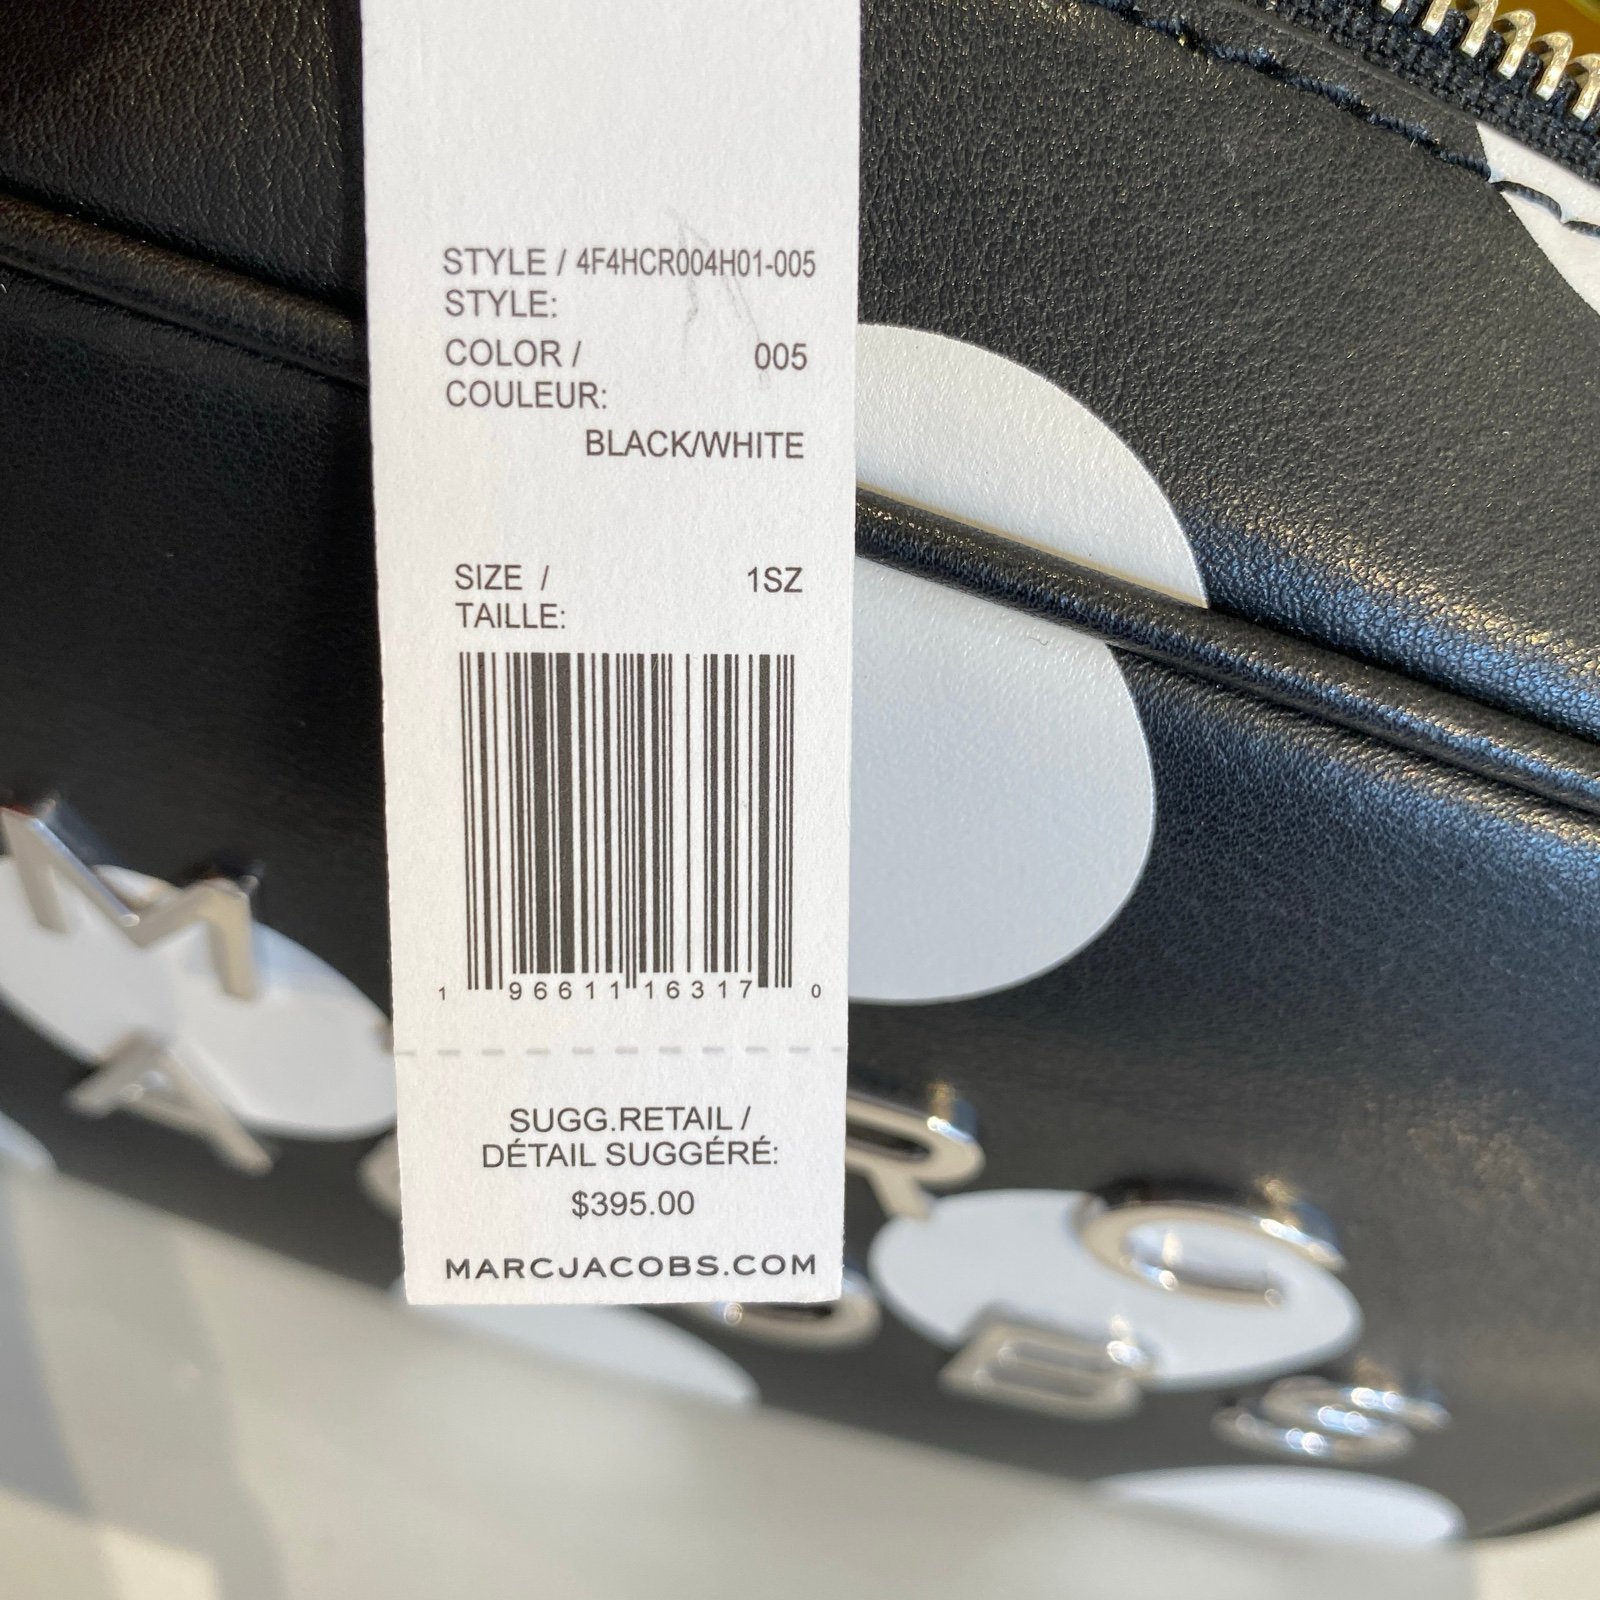 STYLE / 4F4HCR004H01-005
STYLE:
COLOR / 005
COULEUR:
BLACK/WHITE
SIZE / 1SZ
TAILLE:
1 96611 16317 0
SUGG.RETAIL /
DÉTAIL SUGGÉRÉ:
$395.00
MARCJACOBS.COM